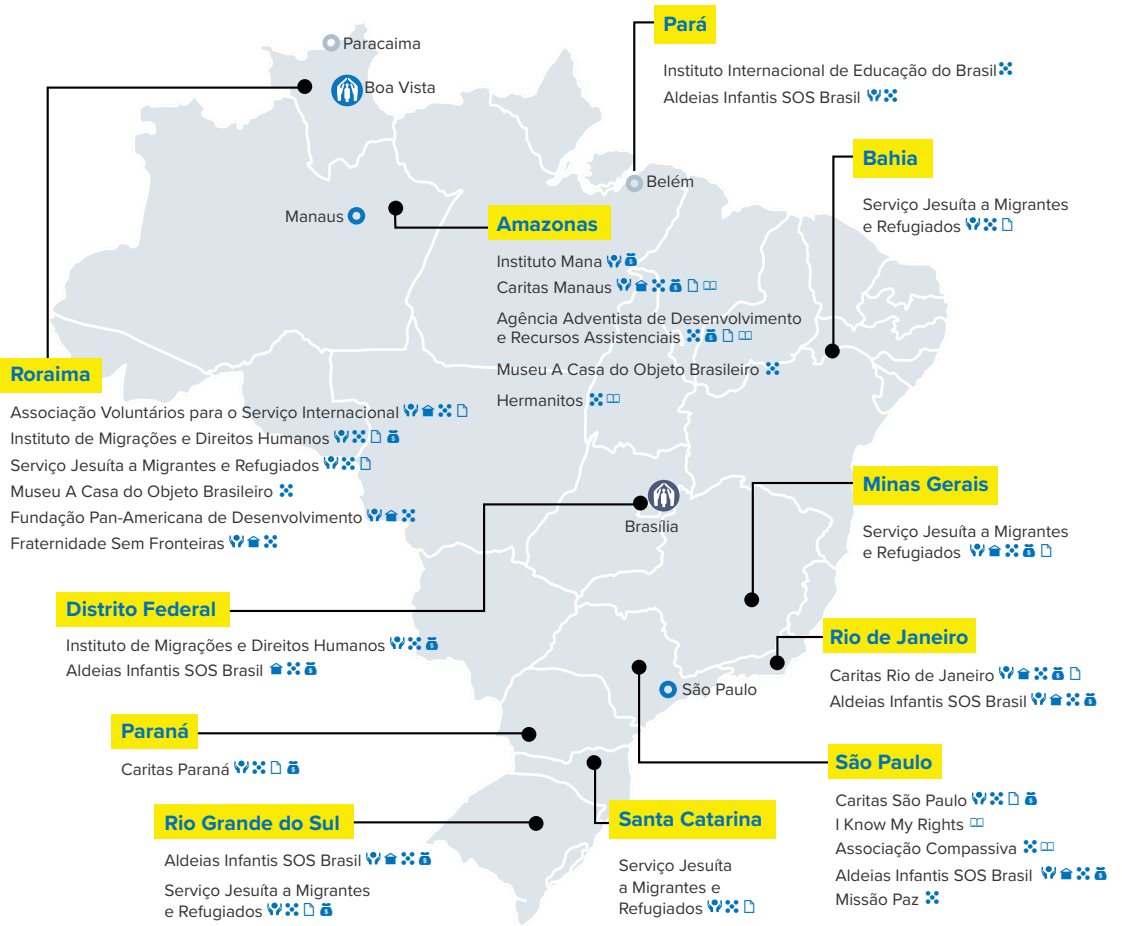 Paracaima
Boa Vista
Pará
Instituto Internacional de Educação do Brasil
Aldeias Infantis SOS Brasil
Belém
Bahia
Serviço Jesuíta a Migrantes
e Refugiados
Manaus
Amazonas
Instituto Mana
Caritas Manaus
Agência Adventista de Desenvolvimento
e Recursos Assistenciais
Museu A Casa do Objeto Brasileiro
Hermanitos
Roraima
Associação Voluntários para o Serviço Internacional
Instituto de Migrações e Direitos Humanos
Serviço Jesuíta a Migrantes e Refugiados
Museu A Casa do Objeto Brasileiro
Fundação Pan-Americana de Desenvolvimento
Fraternidade Sem Fronteiras
Brasília
Minas Gerais
Serviço Jesuíta a Migrantes
e Refugiados
Distrito Federal
Instituto de Migrações e Direitos Humanos
Aldeias Infantis SOS Brasil
Rio de Janeiro
Caritas Rio de Janeiro
Aldeias Infantis SOS Brasil
São Paulo
Paraná
Caritas Paraná
São Paulo
Caritas São Paulo
I Know My Rights
Associação Compassiva
Aldeias Infantis SOS Brasil
Missão Paz
Rio Grande do Sul
Aldeias Infantis SOS Brasil
Serviço Jesuíta a Migrantes
e Refugiados
Santa Catarina
Serviço Jesuíta
a Migrantes e
Refugiados